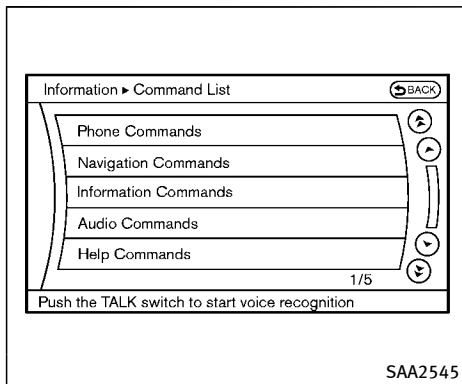 Information ▸ Command List
BACK
Phone Commands
Navigation Commands
Information Commands
Audio Commands
Help Commands
1/5
Push the TALK switch to start voice recognition
SAA2545